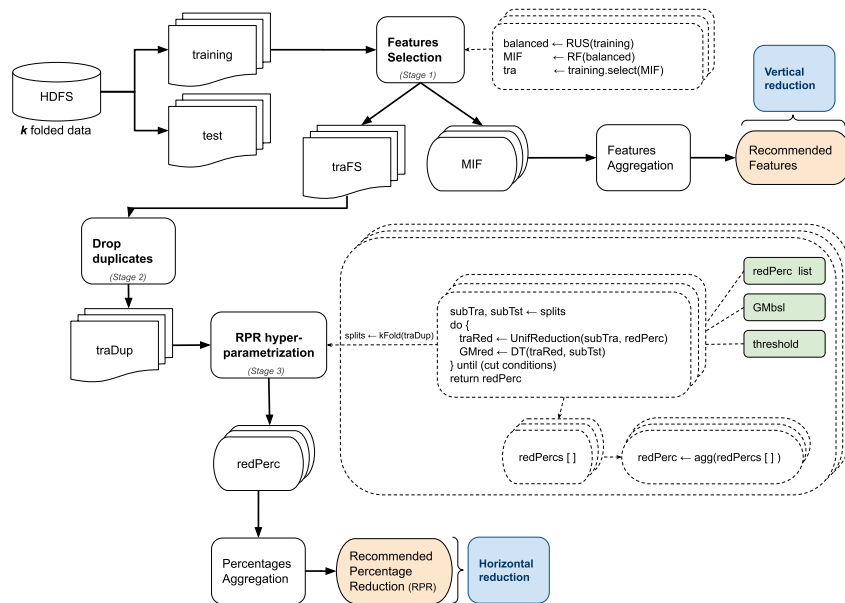 HDFS
k folded data
training
test
Features
Selection
(Stage 1)
balanced ← RUS(training)
MIF ← RF(balanced)
tra ← training.select(MIF)
Vertical
reduction
traFS
MIF
Features
Aggregation
Recommended
Features
Drop
duplicates
(Stage 2)
traDup
RPR hyper-
parametrization
(Stage 3)
splits ← kFold(traDup)
subTra, subTst ← splits
do {
traRed ← UnifReduction(subTra, redPerc)
GMred ← DT(traRed, subTst)
} until (cut conditions)
return redPerc
redPerc list
GMbsl
threshold
redPercs [ ]
redPerc ← agg(redPercs [ ] )
redPerc
Percentages
Aggregation
Recommended
Percentage
Reduction (RPR)
Horizontal
reduction